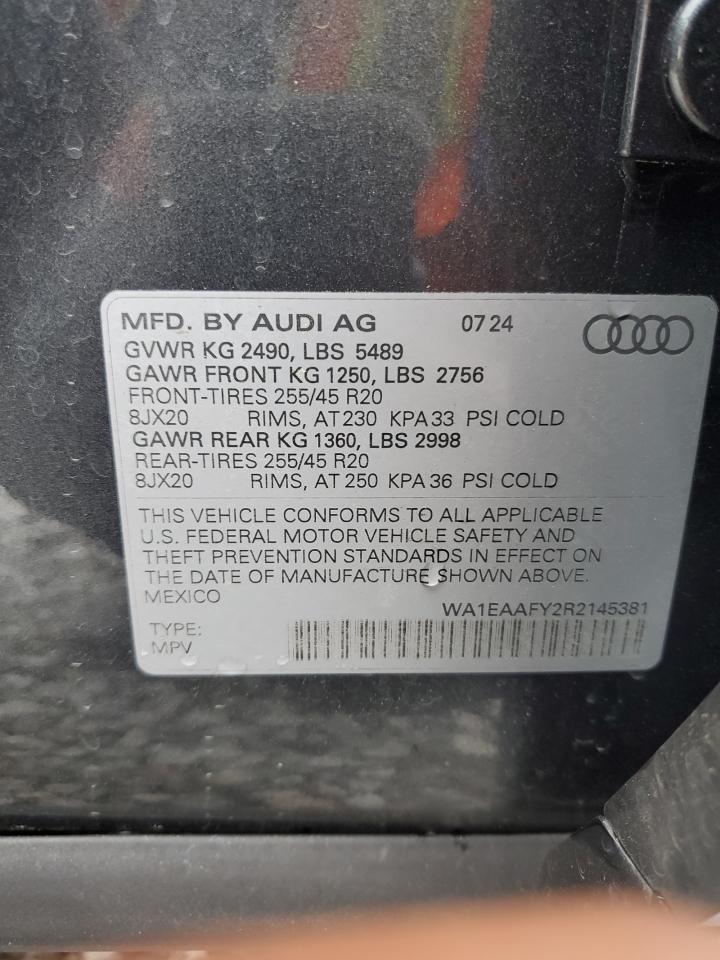 MFD. BY AUDI AG 07 24
GVWR KG 2490, LBS 5489
GAWR FRONT KG 1250, LBS 2756
FRONT-TIRES 255/45 R20
8JX20 RIMS, AT 230 KPA 33 PSI COLD
GAWR REAR KG 1360, LBS 2998
REAR-TIRES 255/45 R20
8JX20 RIMS, AT 250 KPA 36 PSI COLD
THIS VEHICLE CONFORMS TO ALL APPLICABLE
U.S. FEDERAL MOTOR VEHICLE SAFETY AND
THEFT PREVENTION STANDARDS IN EFFECT ON
THE DATE OF MANUFACTURE SHOWN ABOVE.
MEXICO
WA1EAAFY2R2145381
TYPE:
MPV